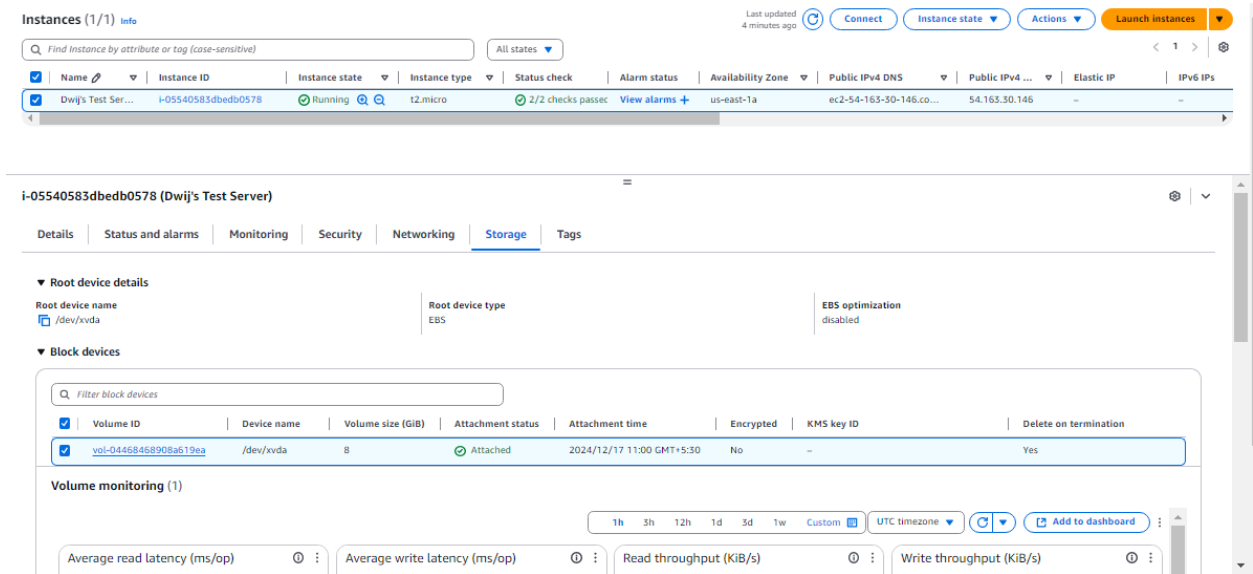 Instances (1/1) Info
Last updated
4 minutes ago
Connect
Instance state
Actions
Launch instances
Find Instance by attribute or tag (case-sensitive)
All states
1
Name Instance ID Instance state Instance type Status check Alarm status Availability Zone Public IPv4 DNS Public IPv4 ... Elastic IP IPv6 IPs
Dwij's Test Ser... i-05540583dbedb0578 Running t2.micro 2/2 checks passec View alarms + us-east-1a ec2-54-163-30-146.co... 54.163.30.146 – –
i-05540583dbedb0578 (Dwij's Test Server)
Details Status and alarms Monitoring Security Networking Storage Tags
Root device details
Root device name Root device type EBS optimization
/dev/xvda EBS disabled
Block devices
Filter block devices
Volume ID Device name Volume size (GiB) Attachment status Attachment time Encrypted KMS key ID Delete on termination
vol-04468468908a619ea /dev/xvda 8 Attached 2024/12/17 11:00 GMT+5:30 No – Yes
Volume monitoring (1)
1h 3h 12h 1d 3d 1w Custom UTC timezone Add to dashboard
Average read latency (ms/op) Average write latency (ms/op) Read throughput (KiB/s) Write throughput (KiB/s)